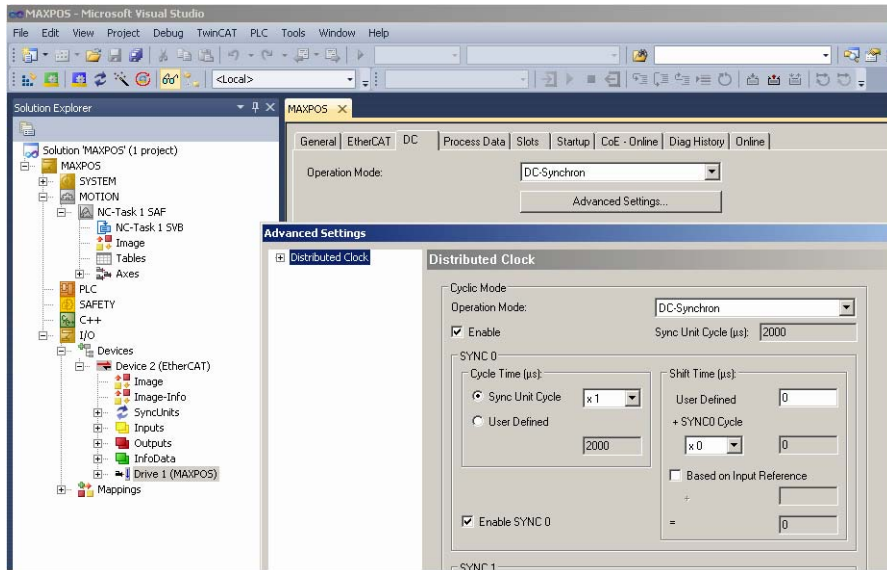 MAXPOS - Microsoft Visual Studio
File Edit View Project Debug TwinCAT PLC Tools Window Help
<Local>
Solution Explorer
MAXPOS
General EtherCAT DC Process Data Slots Startup CoE - Online Diag History Online
Solution 'MAXPOS' (1 project)
MAXPOS
SYSTEM
MOTION
NC-Task 1 SAF
NC-Task 1 SVB
Image
Tables
Axes
PLC
SAFETY
C++
I/O
Devices
Device 2 (EtherCAT)
Image
Image-Info
SyncUnits
Inputs
Outputs
InfoData
Drive 1 (MAXPOS)
Mappings
Operation Mode: DC-Synchron
Advanced Settings...
Advanced Settings
Distributed Clock
Distributed Clock
Cyclic Mode
Operation Mode: DC-Synchron
Enable Sync Unit Cycle (µs): 2000
SYNC 0
Cycle Time (µs): Shift Time (µs):
Sync Unit Cycle x 1 User Defined 0
User Defined + SYNC0 Cycle
2000 x 0 0
Based on Input Reference
+
Enable SYNC 0 = 0
SYNC 1